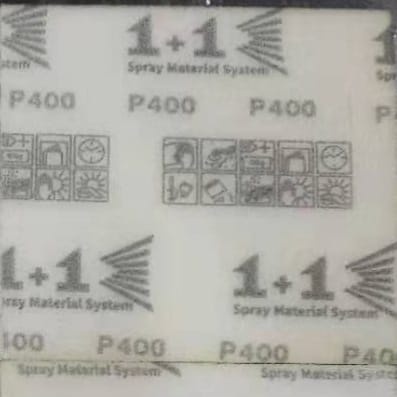 1+1
Spray Material System
P400 P400 P400
1+1 1+1
Spray Material System Spray Material System
P400 P400
Spray Material System Spray Material System